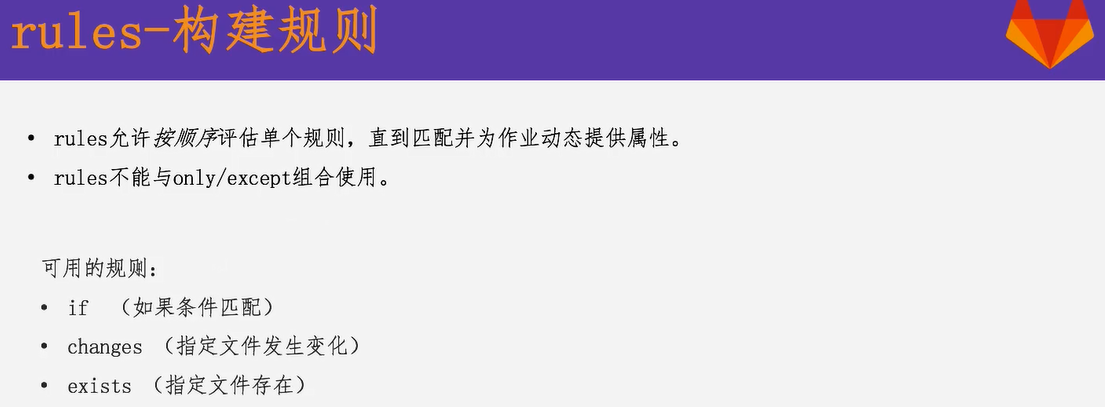 rules-构建规则
• rules允许按顺序评估单个规则，直到匹配并为作业动态提供属性。
• rules不能与only/except组合使用。
可用的规则：
• if （如果条件匹配）
• changes （指定文件发生变化）
• exists （指定文件存在）